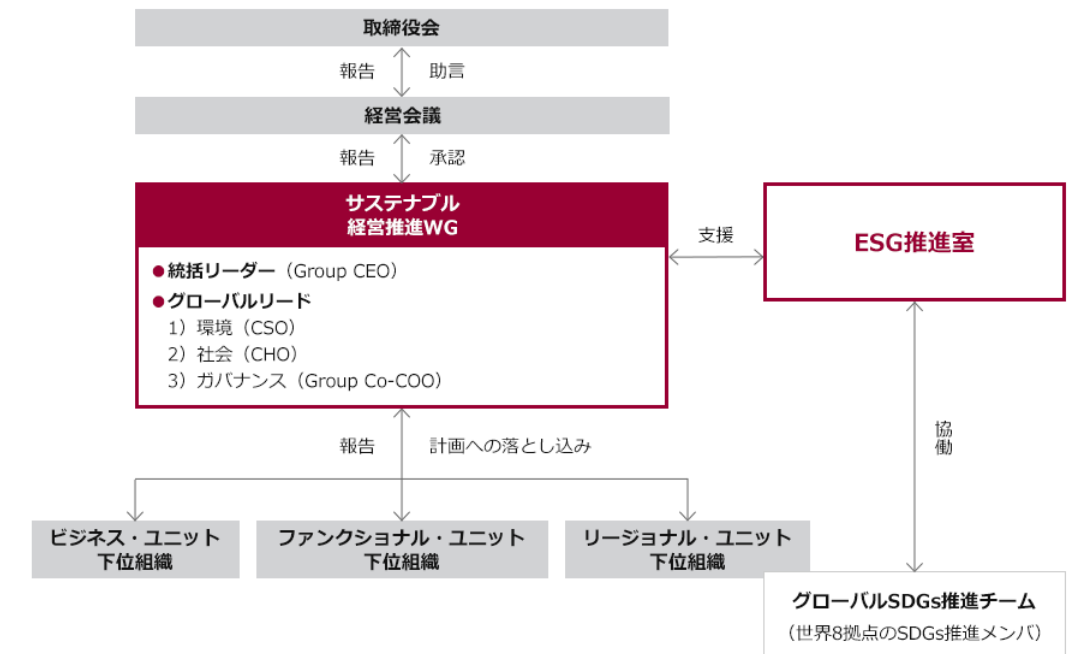 取締役会
報告
助言
経営会議
報告
承認
サステナブル
経営推進WG
●統括リーダー（Group CEO）
●グローバルリード
1）環境（CSO）
2）社会（CHO）
3）ガバナンス（Group Co-COO）
支援
ESG推進室
報告
計画への落とし込み
協働
ビジネス・ユニット
下位組織
ファンクショナル・ユニット
下位組織
リージョナル・ユニット
下位組織
グローバルSDGs推進チーム
（世界8拠点のSDGs推進メンバ）